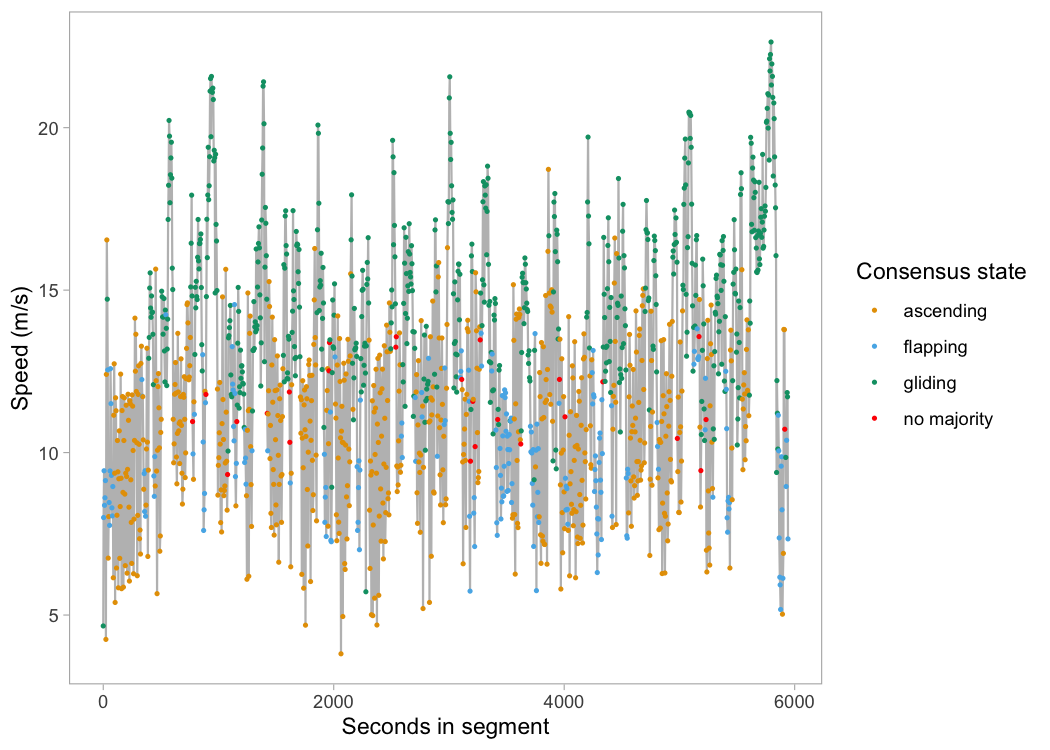 20
15
10
5
Speed (m/s)
0
2000
4000
6000
Seconds in segment
Consensus state
ascending
flapping
gliding
no majority